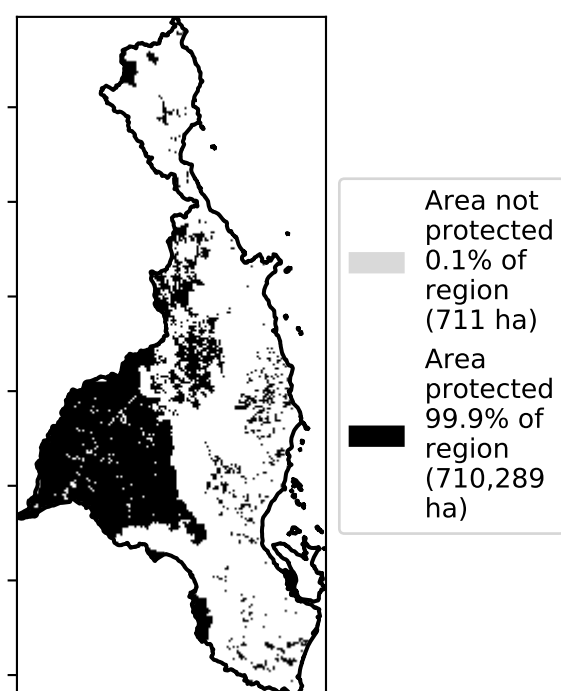 Area not
protected
0.1% of
region
(711 ha)
Area
protected
99.9% of
region
(710,289
ha)